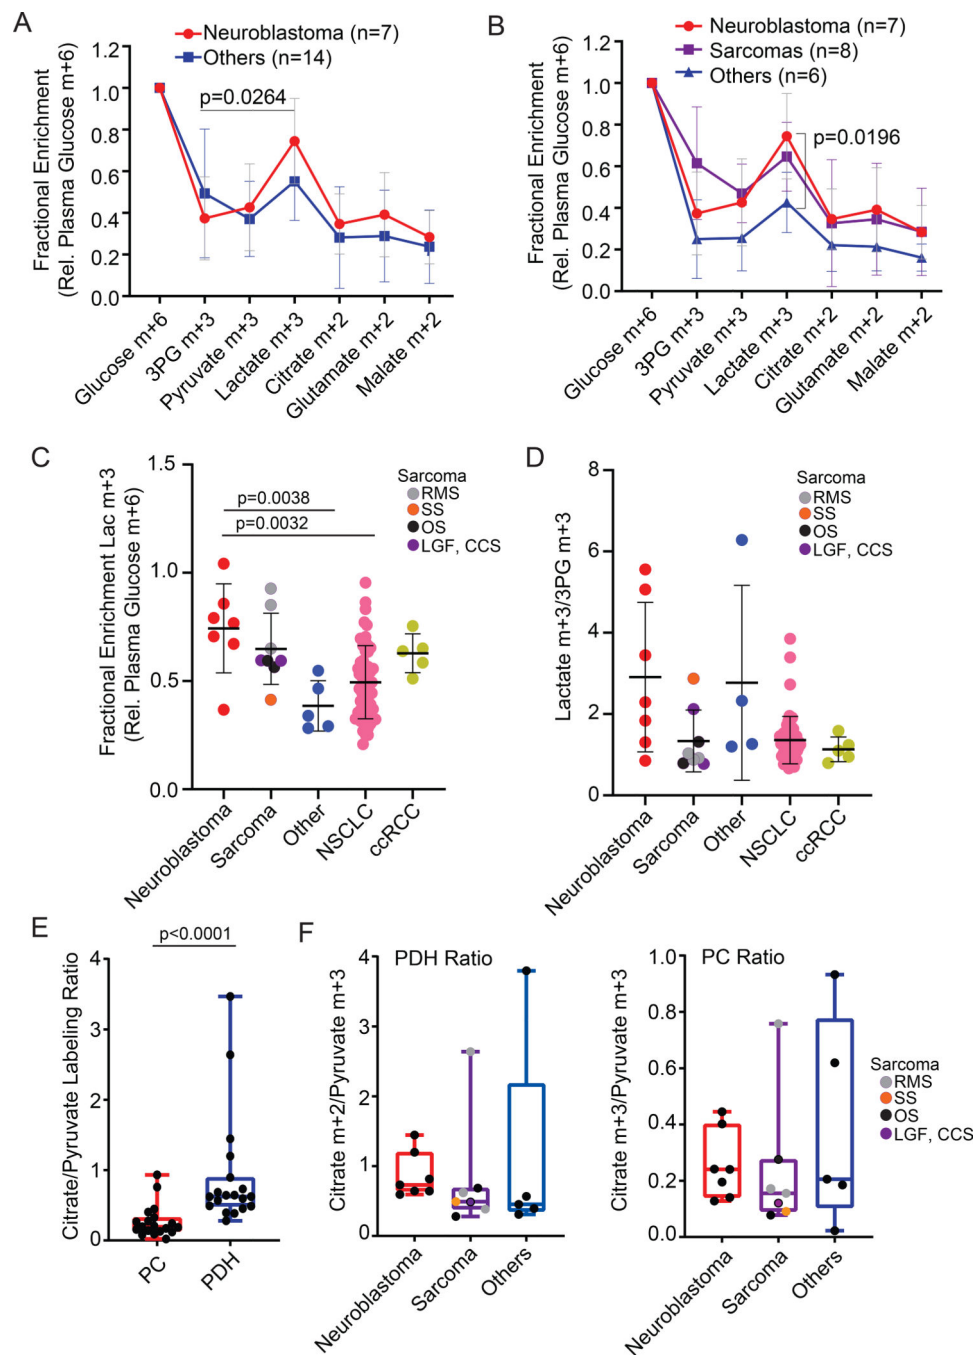 A
Neuroblastoma (n=7)
Others (n=14)
Fractional Enrichment
(Rel. Plasma Glucose m+6)
1.2
1.0
0.8
0.6
0.4
0.2
0.0
p=0.0264
Glucose m+6
3PG m+3
Pyruvate m+3
Lactate m+3
Citrate m+2
Glutamate m+2
Malate m+2
B
Neuroblastoma (n=7)
Sarcomas (n=8)
Others (n=6)
Fractional Enrichment
(Rel. Plasma Glucose m+6)
1.2
1.0
0.8
0.6
0.4
0.2
0.0
p=0.0196
Glucose m+6
3PG m+3
Pyruvate m+3
Lactate m+3
Citrate m+2
Glutamate m+2
Malate m+2
C
Fractional Enrichment Lac m+3
(Rel. Plasma Glucose m+6)
1.5
1.0
0.5
0.0
p=0.0038
p=0.0032
Sarcoma
RMS
SS
OS
LGF, CCS
Neuroblastoma
Sarcoma
Other
NSCLC
ccRCC
D
Lactate m+3/3PG m+3
8
6
4
2
0
Sarcoma
RMS
SS
OS
LGF, CCS
Neuroblastoma
Sarcoma
Other
NSCLC
ccRCC
E
p<0.0001
Citrate/Pyruvate Labeling Ratio
4
3
2
1
0
PC
PDH
F
PDH Ratio
Citrate m+2/Pyruvate m+3
4
3
2
1
0
Neuroblastoma
Sarcoma
Others
PC Ratio
Citrate m+3/Pyruvate m+3
1.0
0.8
0.6
0.4
0.2
0.0
Neuroblastoma
Sarcoma
Others
Sarcoma
RMS
SS
OS
LGF, CCS